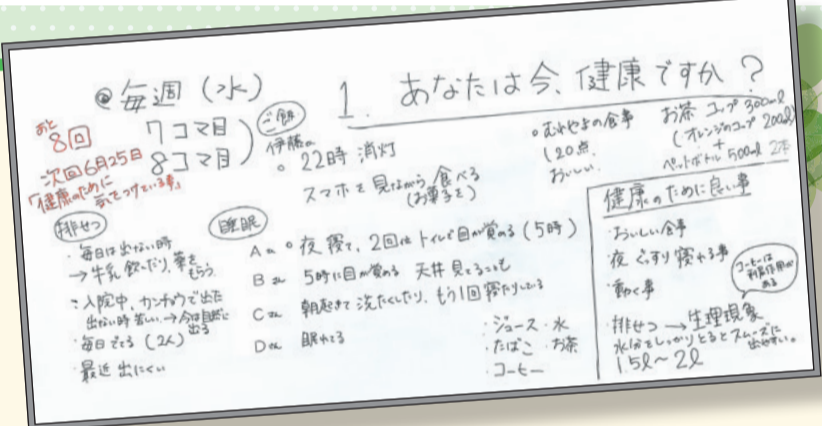 1. あなたは今、健康ですか？
@毎週（水）
7コマ目
8コマ目
あと
8回
次回6月25日
「健康のために
気をつけている事」
ご飯
伊藤さん
22時 消灯
スマホを見ながら食べる
(お菓子を)
20点
おいしい
お茶 コップ 300ml
(オレンジのコップ 200ml)
+
ペットボトル 500ml 2本
排せつ
・毎日は出ない時
→牛乳飲んだり、薬を
もらう
入院中、カンチョウで出た
出ない時苦しい→今は自然に
出る
・毎日でてる（2人）
・最近出にくい
睡眠
Aさん 夜寝て、2回はトイレで目が覚める（5時）
Bさん 5時に目が覚める 天井見てることも
Cさん 朝起きて洗たくしたり、もう1回寝たりしている
Dさん 眠れてる
・ジュース・水
・たばこ・お茶
・コーヒー
健康のために良い事
・おいしい食事
夜ぐっすり寝れる事
・動く事
・排せつ → 生理現象
水分をしっかりとるとスムーズに
出やすい。
1.5l～2l
コーヒーは
利尿作用が
ある